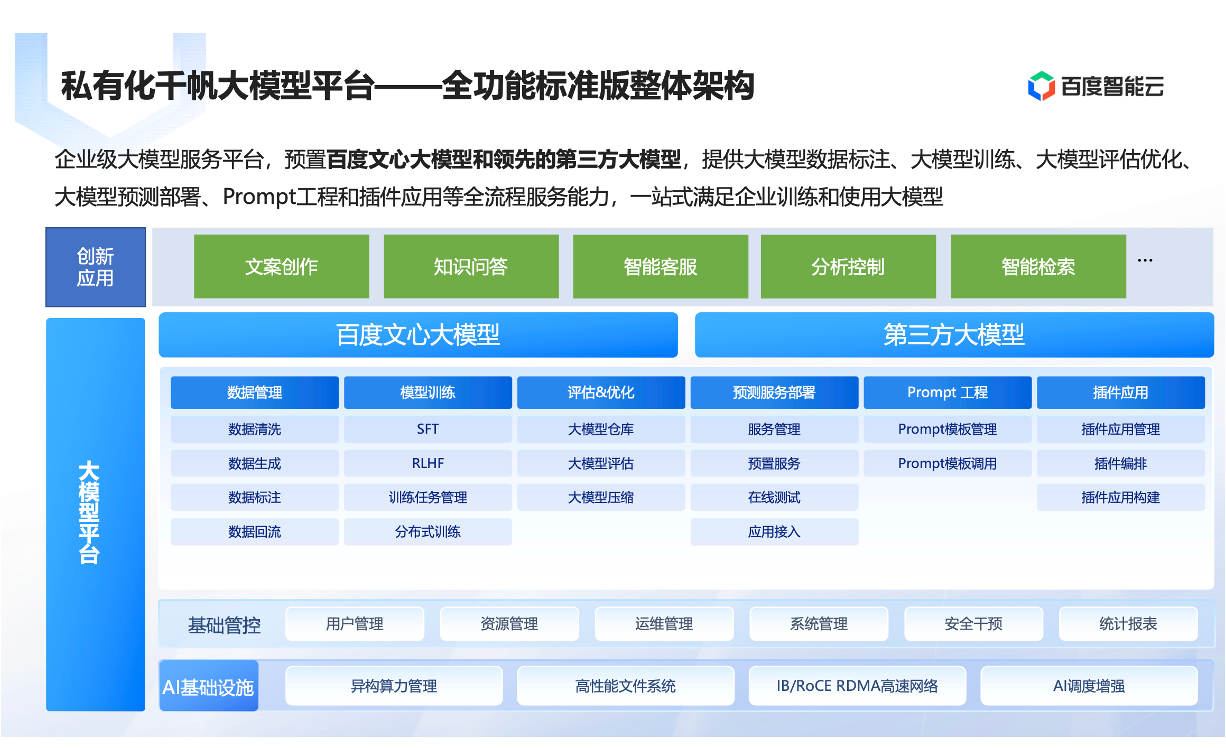 私有化千帆大模型平台——全功能标准版整体架构
百度智能云
企业级大模型服务平台，预置百度文心大模型和领先的第三方大模型，提供大模型数据标注、大模型训练、大模型评估优化、
大模型预测部署、Prompt工程和插件应用等全流程服务能力，一站式满足企业训练和使用大模型
创新
应用
文案创作
知识问答
智能客服
分析控制
智能检索
...
大模型平台
百度文心大模型
第三方大模型
数据管理
模型训练
评估&优化
预测服务部署
Prompt 工程
插件应用
数据清洗
SFT
大模型仓库
服务管理
Prompt模板管理
插件应用管理
数据生成
RLHF
大模型评估
预置服务
Prompt模板调用
插件编排
数据标注
训练任务管理
大模型压缩
在线测试
插件应用构建
数据回流
分布式训练
应用接入
基础管控
用户管理
资源管理
运维管理
系统管理
安全干预
统计报表
AI基础设施
异构算力管理
高性能文件系统
IB/RoCE RDMA高速网络
AI调度增强